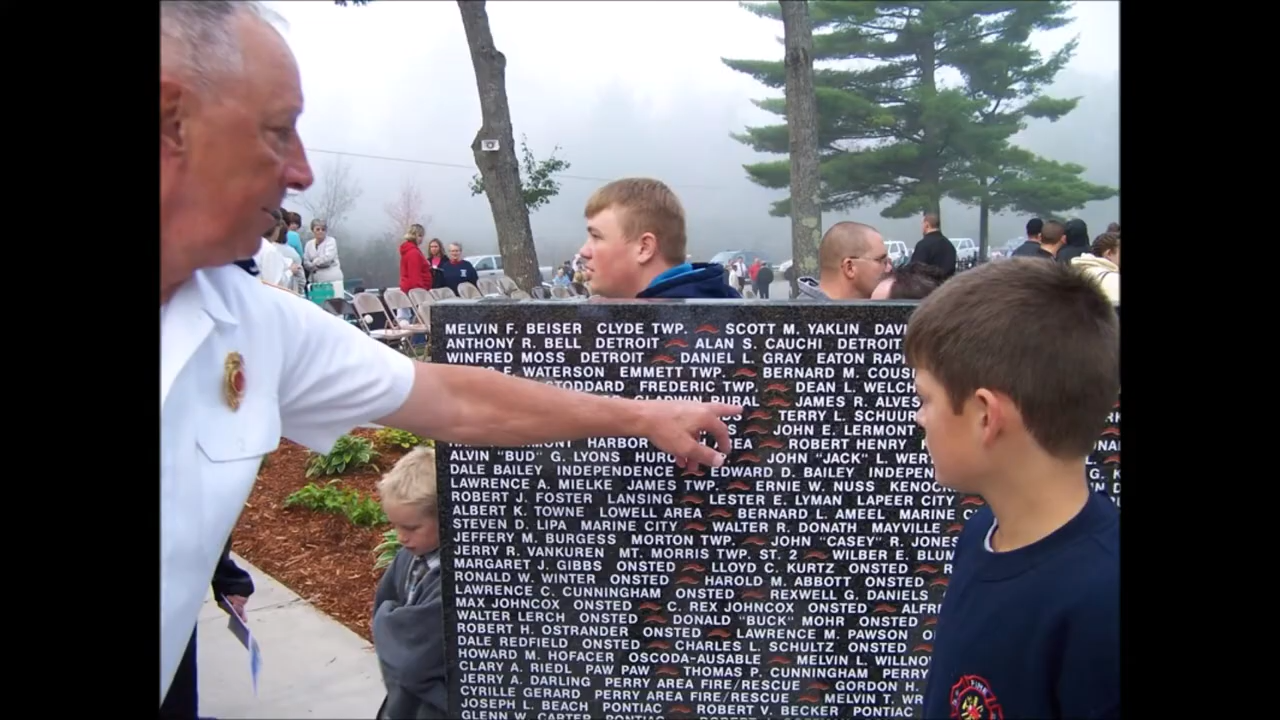 MELVIN F. BEISER CLYDE TWP. SCOTT M. YAKLIN
ANTHONY R. BELL DETROIT ALAN S. CAUCHI DETROIT
WINFRED MOSS DETROIT DANIEL L. GRAY EATON
WATERSON EMMETT TWP. BERNARD M.
STODDARD FREDERIC TWP. DEAN L. WELCH
GLADWIN RURAL JAMES R.
TERRY L.
JOHN E. LERMONT
HARBOR AREA ROBERT HENRY
ALVIN "BUD" G. LYONS JOHN "JACK" L.
DALE BAILEY INDEPENDENCE EDWARD D. BAILEY
LAWRENCE A. MIELKE JAMES TWP. ERNIE W. NUSS
ROBERT J. FOSTER LANSING LESTER E. LYMAN LAPEER CITY
ALBERT K. TOWNE LOWELL AREA BERNARD L. AMEEL MARINE
STEVEN D. LIPA MARINE CITY WALTER R. DONATH MAYVILLE
JEFFERY M. BURGESS MORTON TWP. JOHN "CASEY" R. JONES
JERRY R. VANKUREN MT. MORRIS TWP. ST. 2 WILBER E.
MARGARET J. GIBBS ONSTED LLOYD C. KURTZ ONSTED
RONALD W. WINTER ONSTED HAROLD M. ABBOTT ONSTED
LAWRENCE C. CUNNINGHAM ONSTED REXWELL G. DANIELS
MAX JOHNCOX ONSTED C. REX JOHNCOX ONSTED
WALTER LERCH ONSTED DONALD "BUCK" MOHR ONSTED
ROBERT H. OSTRANDER ONSTED LAWRENCE M. PAWSON
DALE REDFIELD ONSTED CHARLES L. SCHULTZ ONSTED
HOWARD M. HOFACER OSCODA-AUSABLE MELVIN L.
CLARY A. RIEDL PAW PAW THOMAS P. CUNNINGHAM PERRY
JERRY A. DARLING PERRY AREA FIRE/RESCUE GORDON H.
CYRILLE GERARD PERRY AREA FIRE/RESCUE MELVIN T.
JOSEPH L. BEACH PONTIAC ROBERT V. BECKER PONTIAC
GLENN W. CARTER PONTIAC